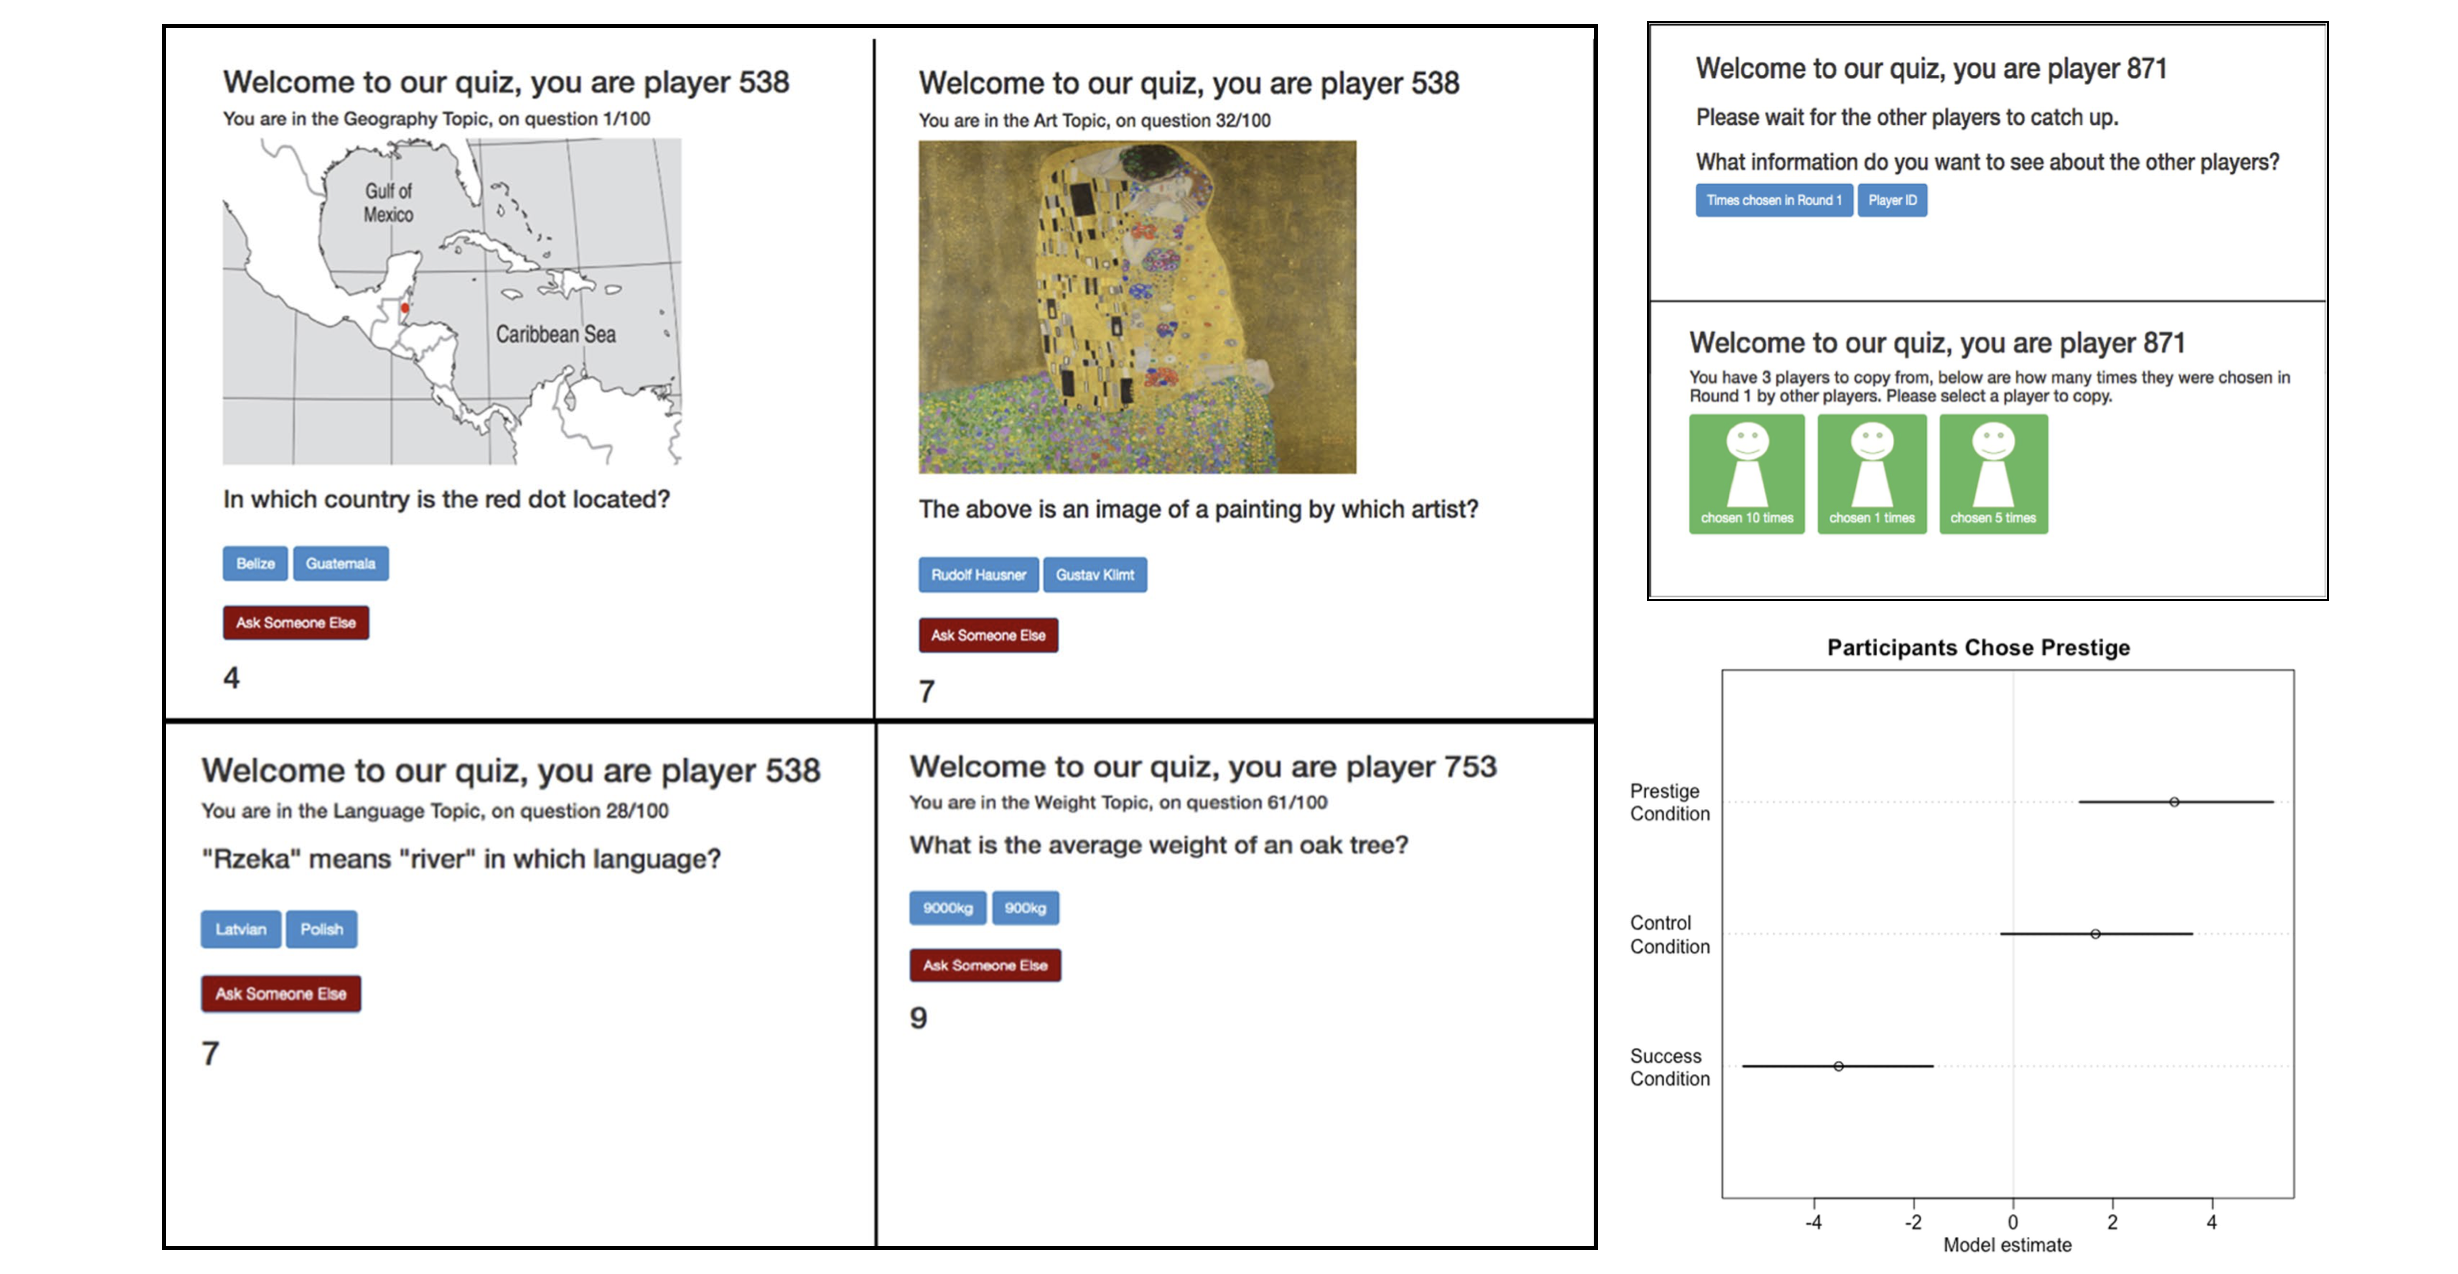 Welcome to our quiz, you are player 538
You are in the Geography Topic, on question 1/100
Gulf of
Mexico
Caribbean Sea
In which country is the red dot located?
Belize
Guatemala
Ask Someone Else
4
Welcome to our quiz, you are player 538
You are in the Art Topic, on question 32/100
The above is an image of a painting by which artist?
Rudolf Hausner
Gustav Klimt
Ask Someone Else
7
Welcome to our quiz, you are player 538
You are in the Language Topic, on question 28/100
"Rzeka" means "river" in which language?
Latvian
Polish
Ask Someone Else
7
Welcome to our quiz, you are player 753
You are in the Weight Topic, on question 61/100
What is the average weight of an oak tree?
9000kg
900kg
Ask Someone Else
9
Welcome to our quiz, you are player 871
Please wait for the other players to catch up.
What information do you want to see about the other players?
Times chosen in Round 1
Player ID
Welcome to our quiz, you are player 871
You have 3 players to copy from, below are how many times they were chosen in
Round 1 by other players. Please select a player to copy.
chosen 10 times
chosen 1 times
chosen 5 times
Participants Chose Prestige
Prestige
Condition
Control
Condition
Success
Condition
-4 -2 0 2 4
Model estimate